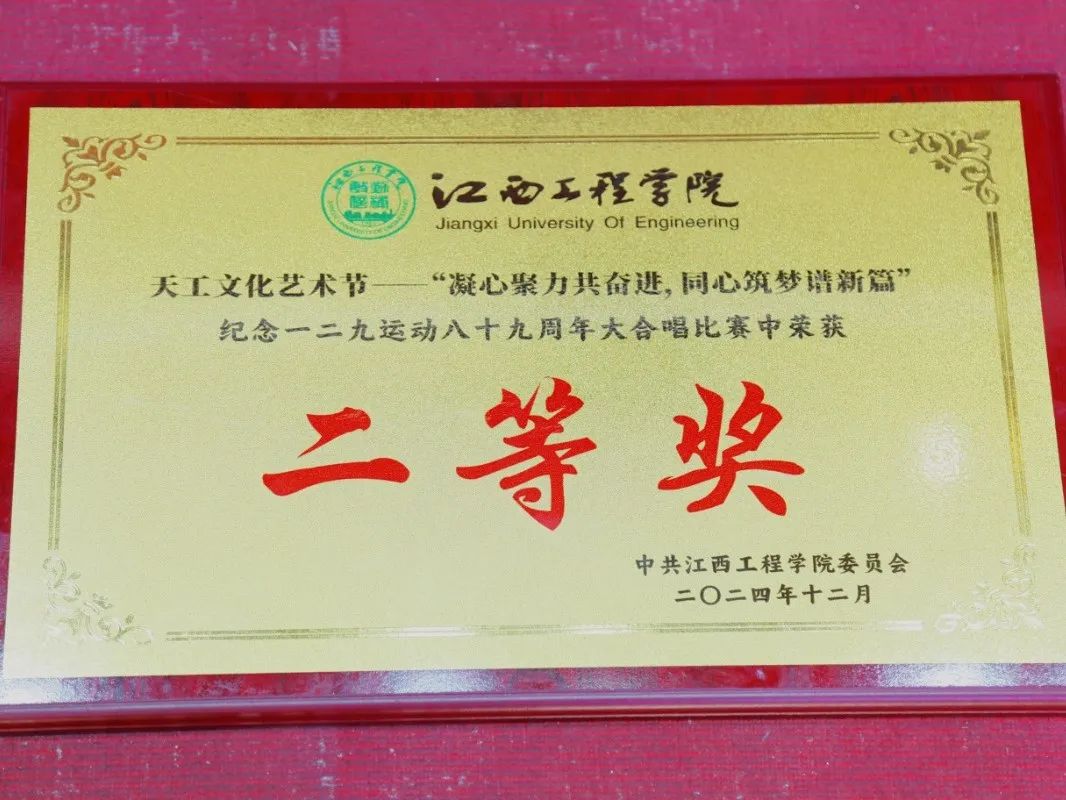 江西工程学院
Jiangxi University Of Engineering
天工文化艺术节——“凝心聚力共奋进,同心筑梦谱新篇”
纪念一二九运动八十九周年大合唱比赛中荣获
二等奖
中共江西工程学院委员会
二〇二四年十二月